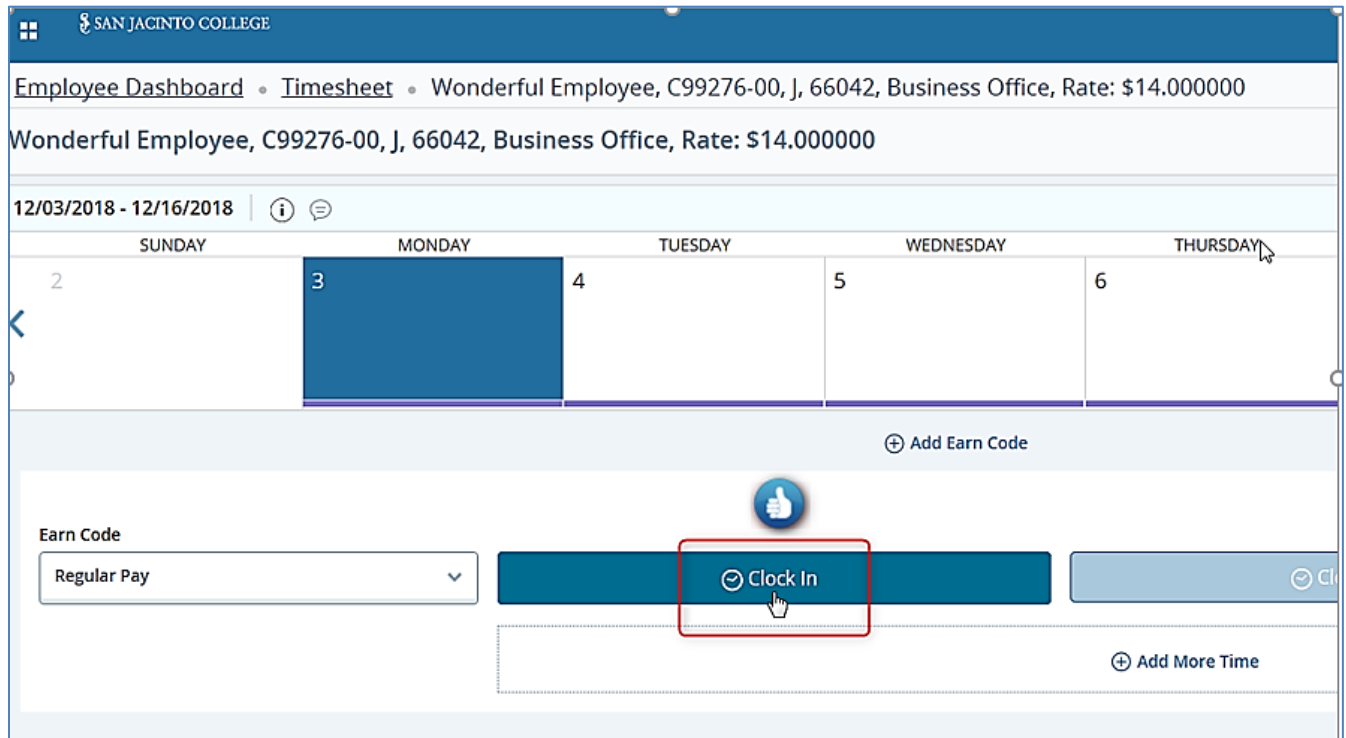 SAN JACINTO COLLEGE
Employee Dashboard • Timesheet • Wonderful Employee, C99276-00, J, 66042, Business Office, Rate: $14.000000
Wonderful Employee, C99276-00, J, 66042, Business Office, Rate: $14.000000
12/03/2018 - 12/16/2018
SUNDAY MONDAY TUESDAY WEDNESDAY THURSDAY
2 3 4 5 6
Add Earn Code
Earn Code
Regular Pay
Clock In
Add More Time